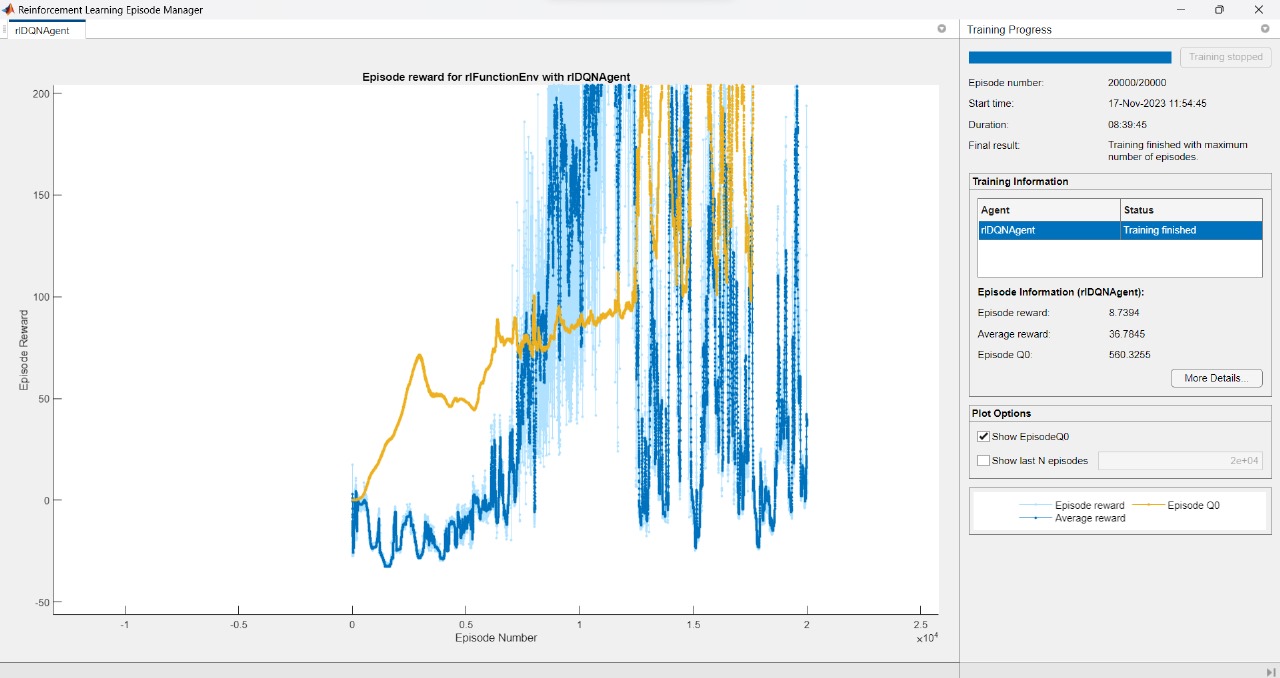 Reinforcement Learning Episode Manager
rlDQNAgent
Episode reward for rlFunctionEnv with rlDQNAgent
Episode Reward
200
150
100
50
0
-50
-1
-0.5
0
0.5
1
1.5
2
2.5
×10⁴
Episode Number
Training Progress
Training stopped
Episode number: 20000/20000
Start time: 17-Nov-2023 11:54:45
Duration: 08:39:45
Final result: Training finished with maximum
number of episodes.
Training Information
Agent Status
rlDQNAgent Training finished
Episode Information (rlDQNAgent):
Episode reward: 8.7394
Average reward: 36.7845
Episode Q0: 560.3255
More Details...
Plot Options
Show EpisodeQ0
Show last N episodes 2e+04
Episode reward Episode Q0
Average reward